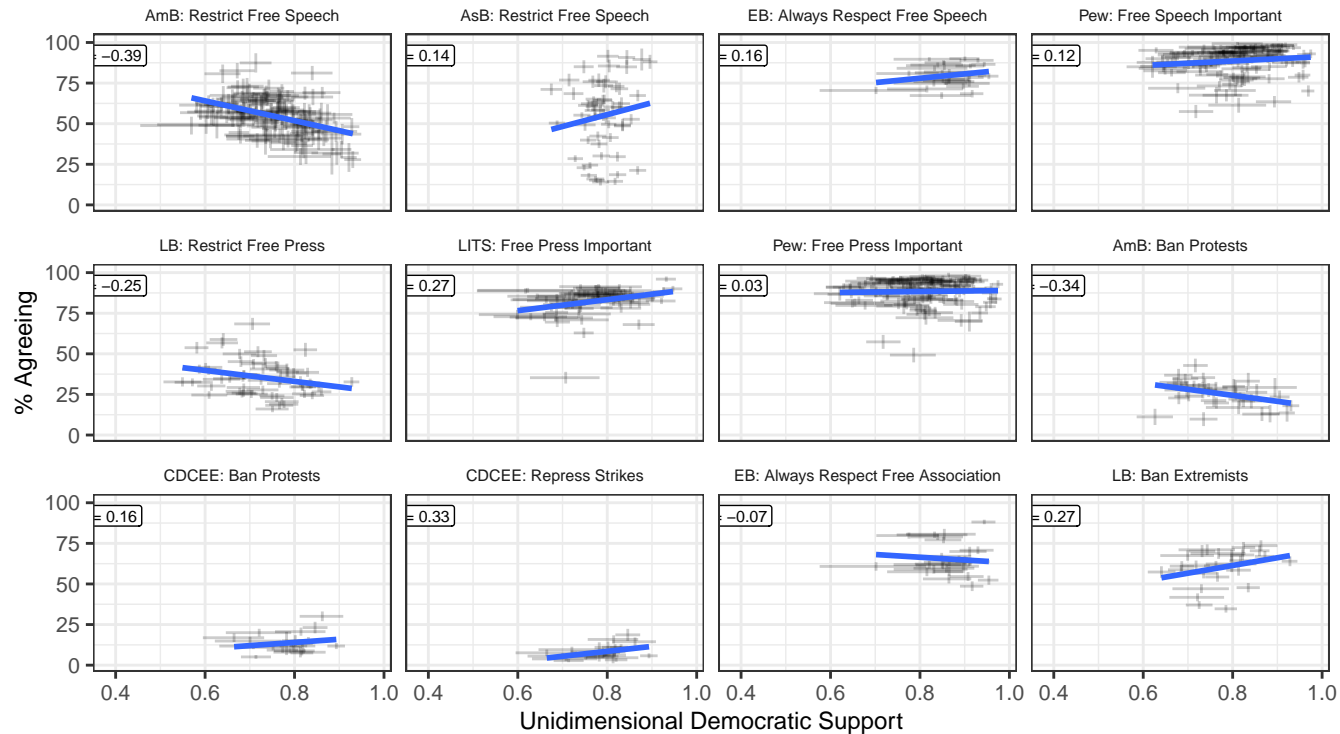 AmB: Restrict Free Speech
AsB: Restrict Free Speech
EB: Always Respect Free Speech
Pew: Free Speech Important
= −0.39
= 0.14
= 0.16
= 0.12
100
75
50
25
0
LB: Restrict Free Press
LITS: Free Press Important
Pew: Free Press Important
AmB: Ban Protests
= −0.25
= 0.27
= 0.03
= −0.34
100
75
50
25
0
% Agreeing
CDCEE: Ban Protests
CDCEE: Repress Strikes
EB: Always Respect Free Association
LB: Ban Extremists
= 0.16
= 0.33
= −0.07
= 0.27
100
75
50
25
0
0.4 0.6 0.8 1.0
0.4 0.6 0.8 1.0
0.4 0.6 0.8 1.0
0.4 0.6 0.8 1.0
Unidimensional Democratic Support